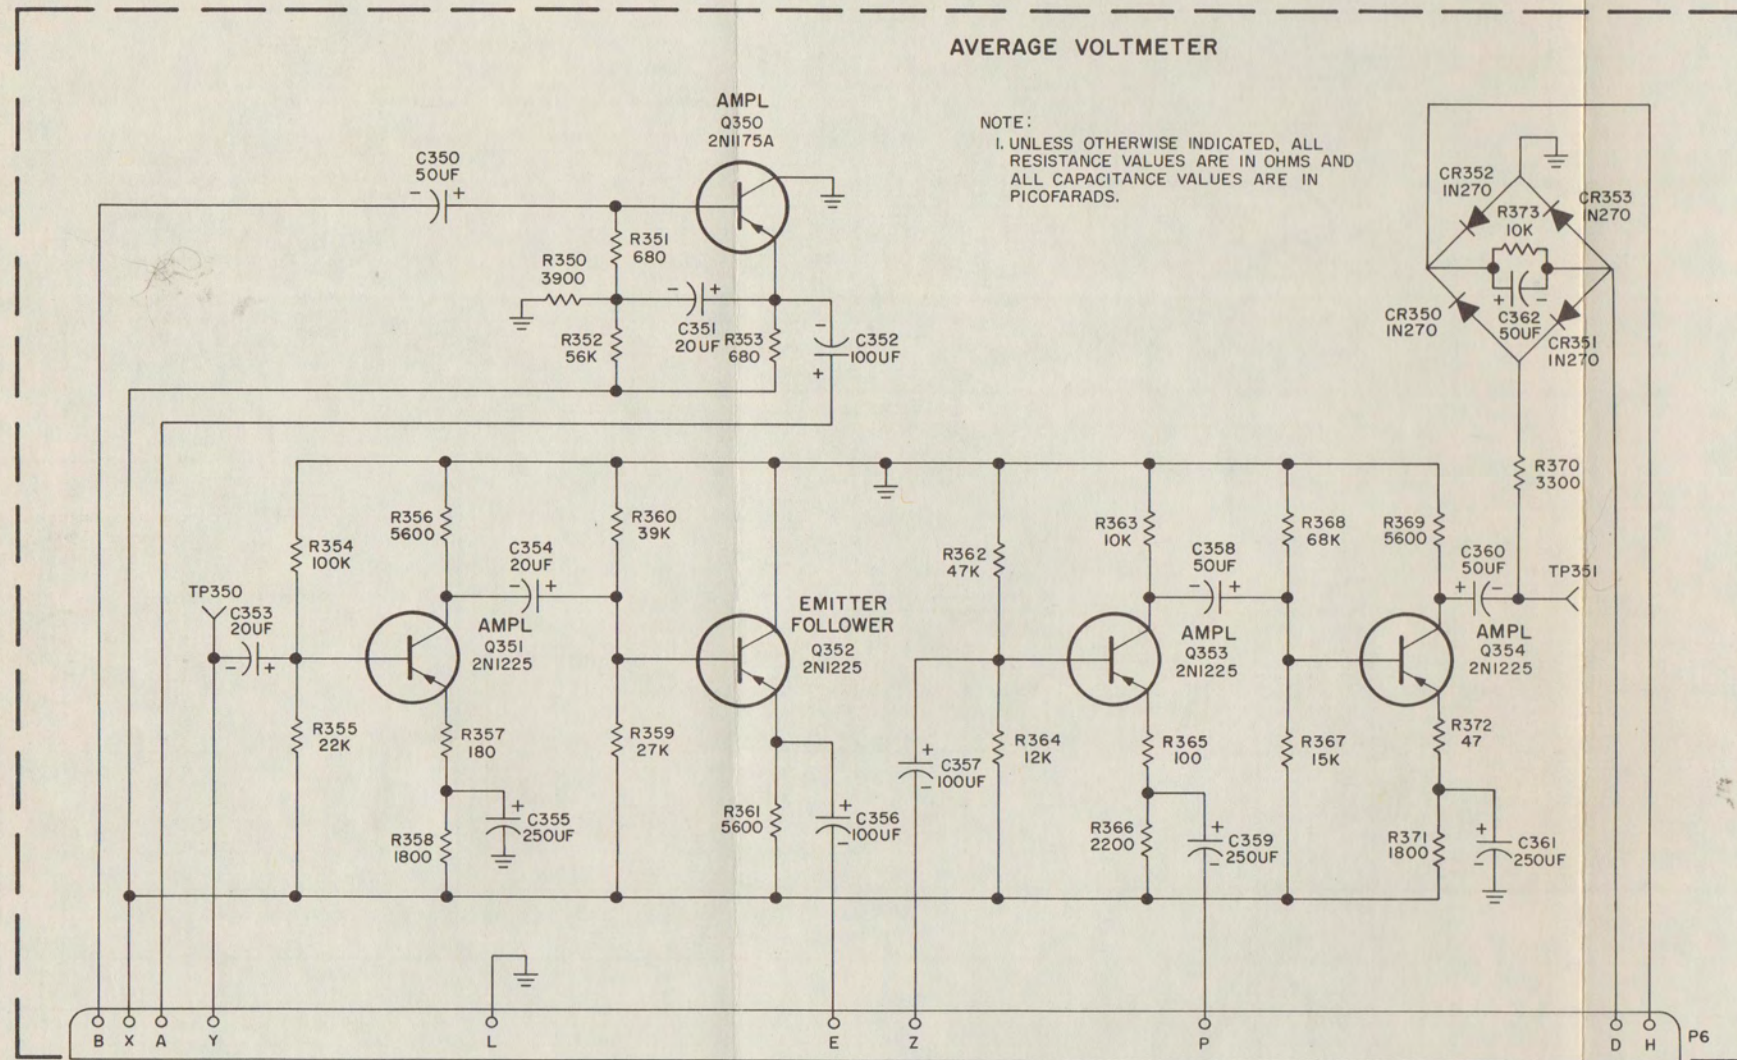 AVERAGE VOLTMETER
NOTE:
1. UNLESS OTHERWISE INDICATED, ALL
RESISTANCE VALUES ARE IN OHMS AND
ALL CAPACITANCE VALUES ARE IN
PICOFARADS.
AMPL
Q350
2N1175A
C350
50UF
- +
R351
680
R350
3900
- +
C351
20UF
R352
56K
R353
680
-
C352
100UF
+
CR352
1N270
CR353
1N270
R373
10K
+ -
C362
50UF
CR350
1N270
CR351
1N270
R370
3300
R354
100K
R356
5600
C354
20UF
- +
R360
39K
R362
47K
R363
10K
C358
50UF
- +
R368
68K
R369
5600
C360
50UF
+ -
TP351
TP350
C353
20UF
- +
AMPL
Q351
2N1225
EMITTER
FOLLOWER
Q352
2N1225
AMPL
Q353
2N1225
AMPL
Q354
2N1225
R355
22K
R357
180
R359
27K
+
C357
100UF
-
R364
12K
R365
100
R367
15K
R372
47
R358
1800
+
C355
250UF
R361
5600
+
C356
100UF
-
R366
2200
+
C359
250UF
-
R371
1800
+
C361
250UF
-
B X A Y L E Z P D H P6